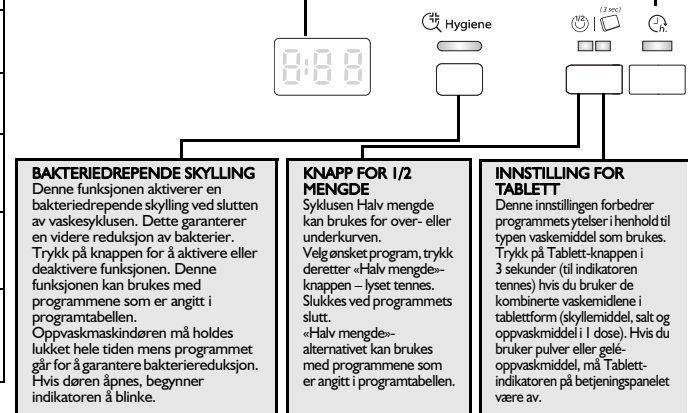 (3 sec)
Hygiene
1/2
h.
8:88
BAKTERIEDREPENDE SKYLLING
Denne funksjonen aktiverer en
bakteriedrepende skylling ved slutten
av vaskesyklusen. Dette garanterer
en videre reduksjon av bakterier.
Trykk på knappen for å aktivere eller
deaktivere funksjonen. Denne
funksjonen kan brukes med
programmene som er angitt i
programtabellen.
Oppvaskmaskindøren må holdes
lukket hele tiden mens programmet
går for å garantere bakteriereduksjon.
Hvis døren åpnes, begynner
indikatoren å blinke.
KNAPP FOR 1/2
MENGDE
Syklusen Halv mengde
kan brukes for over- eller
underkurven.
Velg ønsket program, trykk
deretter «Halv mengde»-
knappen – lyset tennes.
Slukkes ved programmets
slutt.
«Halv mengde»-
alternativet kan brukes
med programmene som
er angitt i programtabellen.
INNSTILLING FOR
TABLETT
Denne innstillingen forbedrer
programmets ytelser i henhold til
typen vaskemiddel som brukes.
Trykk på Tablett-knappen i
3 sekunder (til indikatoren
tennes) hvis du bruker de
kombinerte vaskemidlene i
tablettform (skyllemiddel, salt og
oppvaskmiddel i 1 dose). Hvis du
bruker pulver eller gelé-
oppvaskmiddel, må Tablett-
indikatoren på betjeningspanelet
være av.